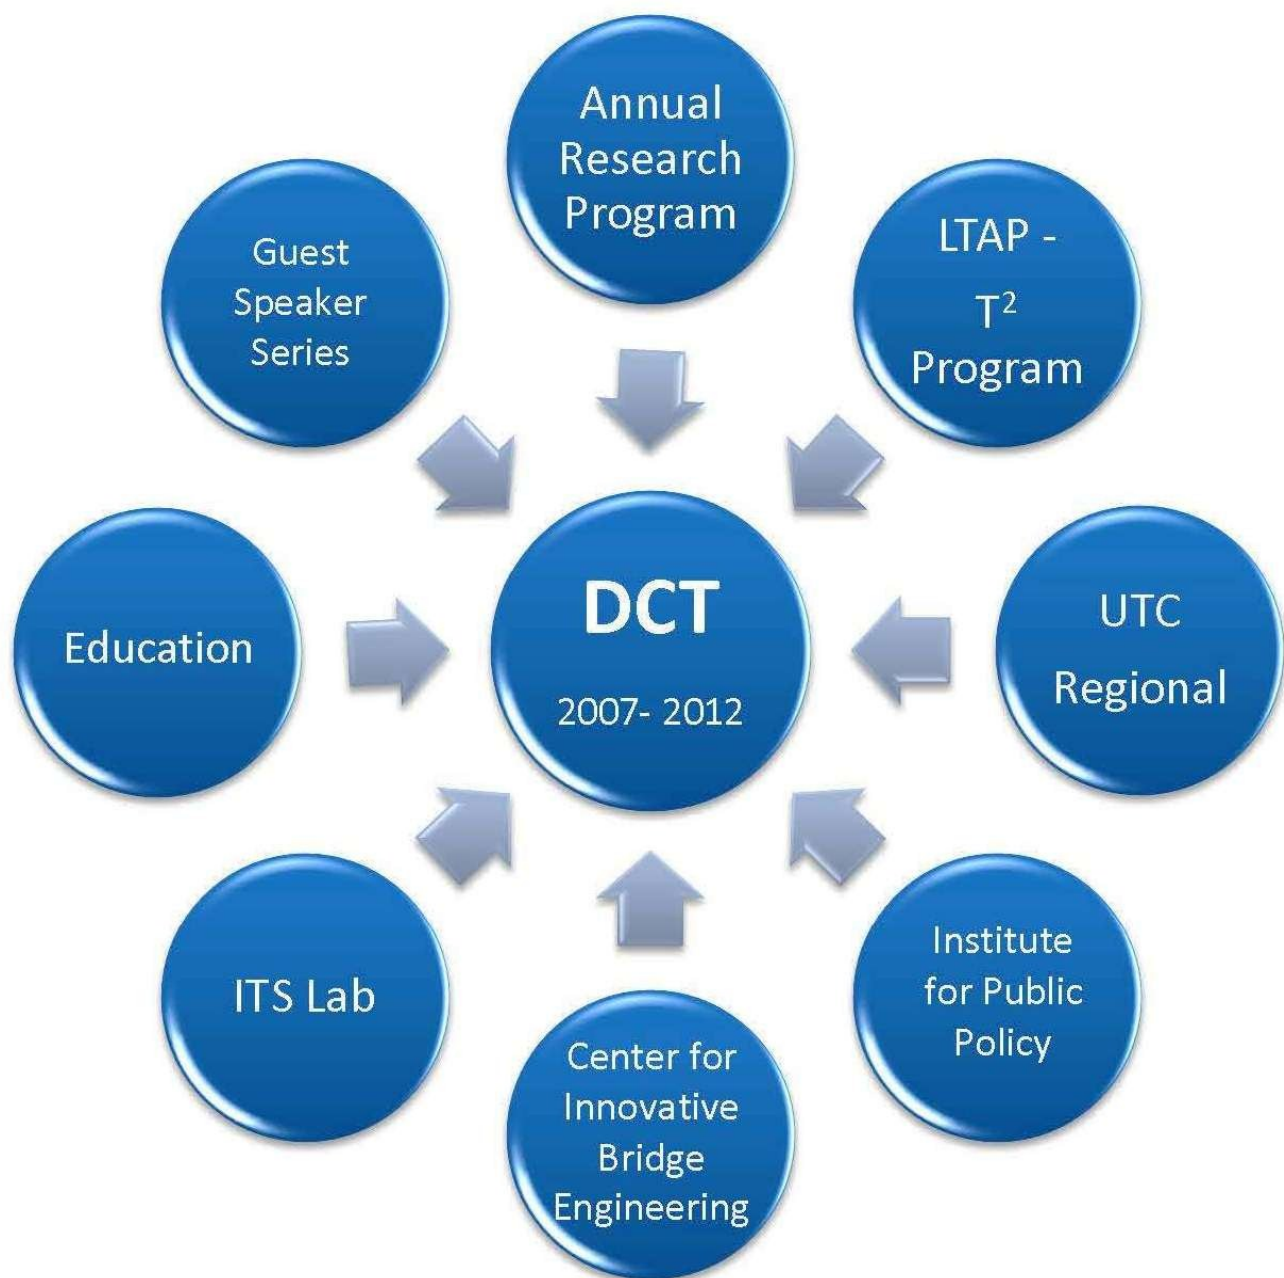 Annual
Research
Program
LTAP -
T²
Program
UTC
Regional
Institute
for Public
Policy
Center for
Innovative
Bridge
Engineering
ITS Lab
Education
Guest
Speaker
Series
DCT
2007- 2012